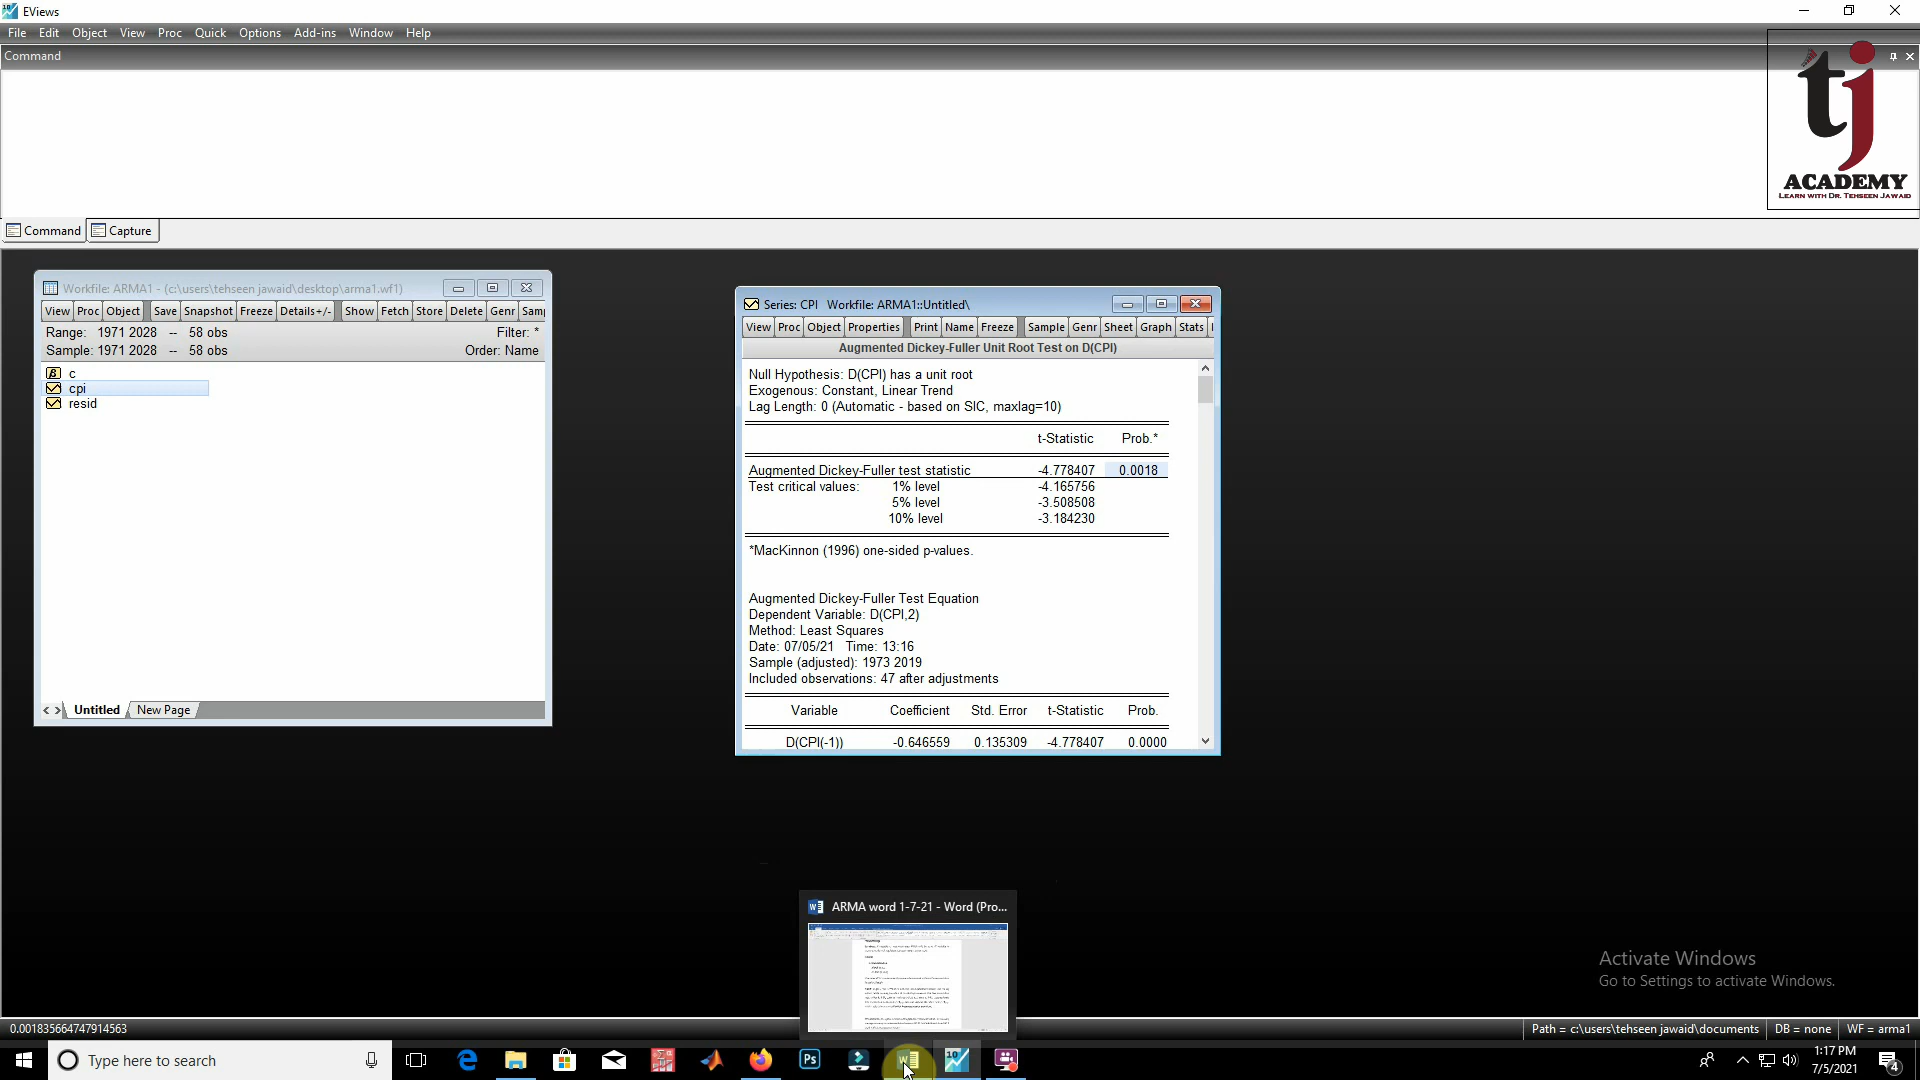 EViews
File Edit Object View Proc Quick Options Add-ins Window Help
Command
tj
ACADEMY
LEARN WITH DR. TEHSEEN JAWAID
Command Capture
Workfile: ARMA1 - (c:\users\tehseen jawaid\desktop\arma1.wf1)
View Proc Object Save Snapshot Freeze Details+/- Show Fetch Store Delete Genr Sam
Range: 1971 2028 -- 58 obs Filter: *
Sample: 1971 2028 -- 58 obs Order: Name
c
cpi
resid
Untitled New Page
Series: CPI Workfile: ARMA1::Untitled\
View Proc Object Properties Print Name Freeze Sample Genr Sheet Graph Stats
Augmented Dickey-Fuller Unit Root Test on D(CPI)
Null Hypothesis: D(CPI) has a unit root
Exogenous: Constant, Linear Trend
Lag Length: 0 (Automatic - based on SIC, maxlag=10)
t-Statistic Prob.*
Augmented Dickey-Fuller test statistic -4.778407 0.0018
Test critical values: 1% level -4.165756
5% level -3.508508
10% level -3.184230
*MacKinnon (1996) one-sided p-values.
Augmented Dickey-Fuller Test Equation
Dependent Variable: D(CPI,2)
Method: Least Squares
Date: 07/05/21 Time: 13:16
Sample (adjusted): 1973 2019
Included observations: 47 after adjustments
Variable Coefficient Std. Error t-Statistic Prob.
D(CPI(-1)) -0.646559 0.135309 -4.778407 0.0000
ARMA word 1-7-21 - Word (Pro...
Activate Windows
Go to Settings to activate Windows.
0.001835664747914563 Path = c:\users\tehseen jawaid\documents DB = none WF = arma1
Type here to search
1:17 PM
7/5/2021
4